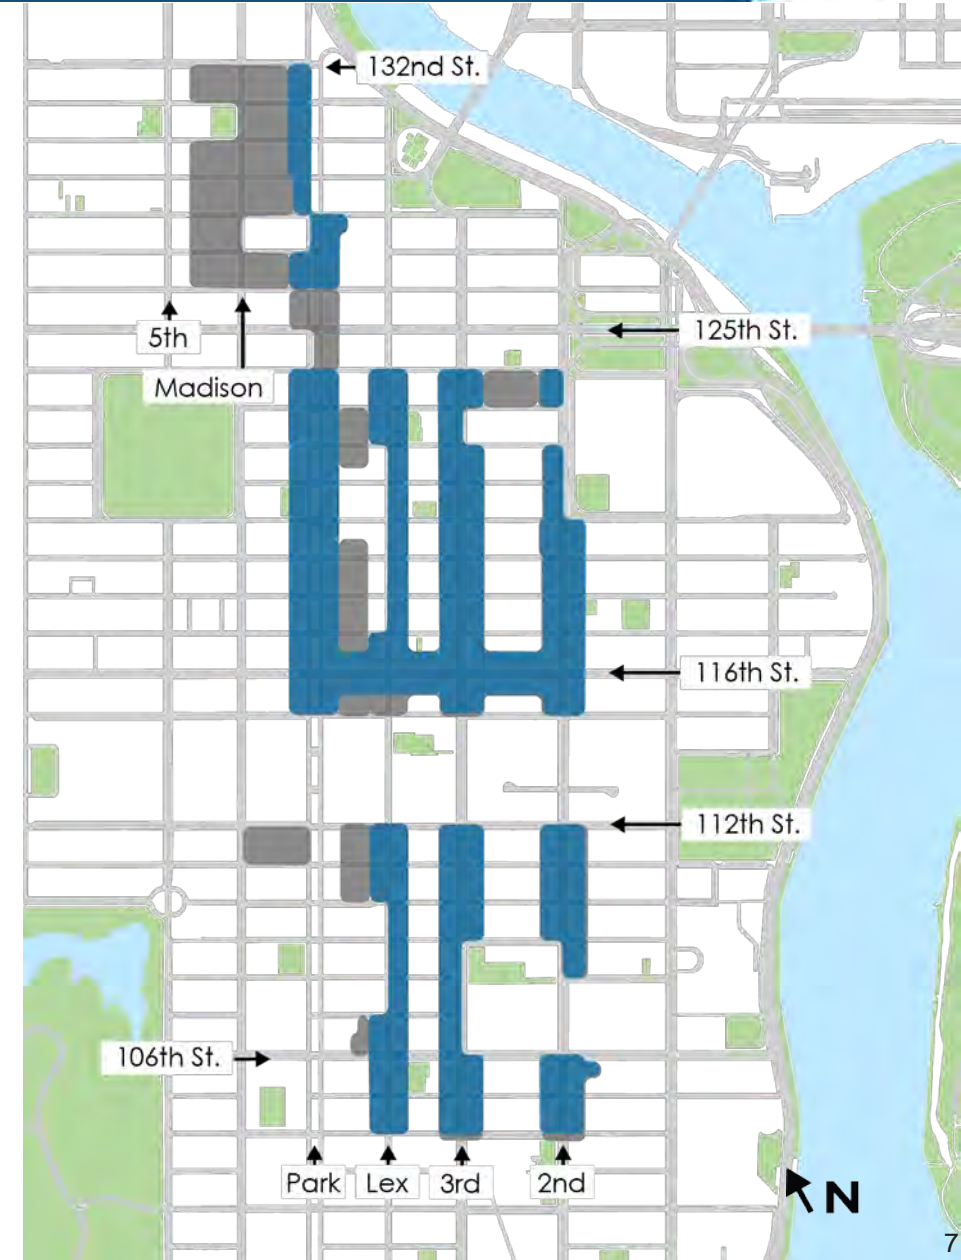 132nd St.
5th
125th St.
Madison
116th St.
112th St.
106th St.
Park
Lex
3rd
2nd
N
7